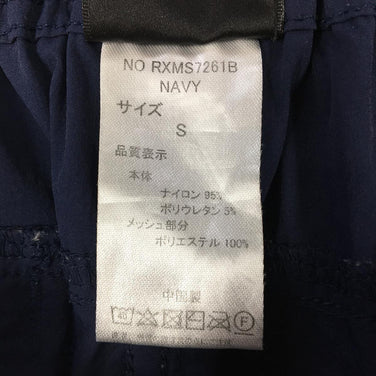 NO RXMS7261B
NAVY
サイズ
S
品質表示
本体
ナイロン 95%
ポリウレタン 5%
メッシュ部分
ポリエステル 100%
中国製